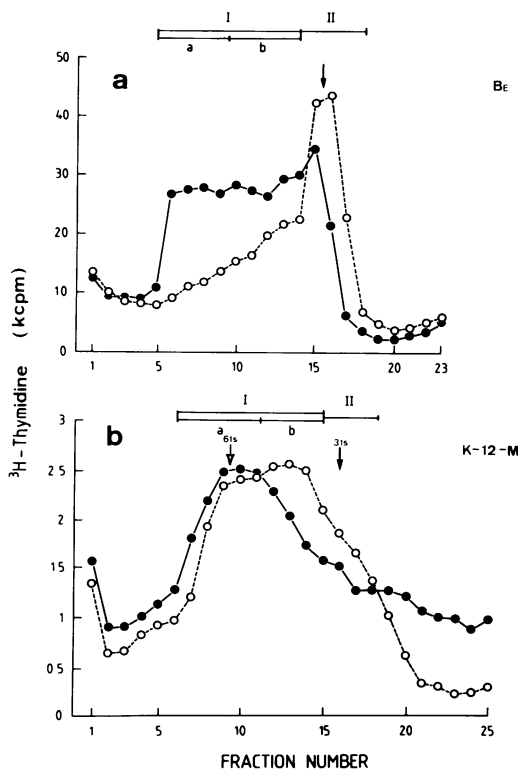 I II
a b
a
BE
50
40
30
20
10
0
1 5 10 15 20 23
³H-Thymidine (kcpm)
I II
a b
b
61s 31s
K-12-M
3
2.5
2
1.5
1
0 5
0
1 5 10 15 20 25
FRACTION NUMBER